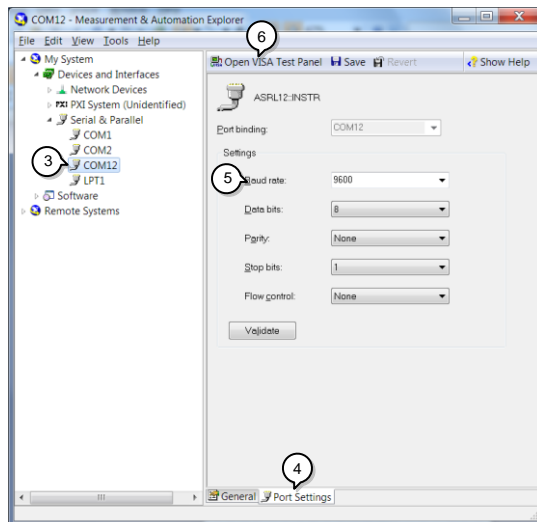 COM12 - Measurement & Automation Explorer
File Edit View Tools Help
6
My System
Devices and Interfaces
Network Devices
PXI PXI System (Unidentified)
Serial & Parallel
COM1
COM2
3
COM12
LPT1
Software
Remote Systems
Open VISA Test Panel Save Revert Show Help
ASRL12::INSTR
Port binding: COM12
Settings
5
Baud rate: 9600
Data bits: 8
Parity: None
Stop bits: 1
Flow control: None
Validate
4
General Port Settings